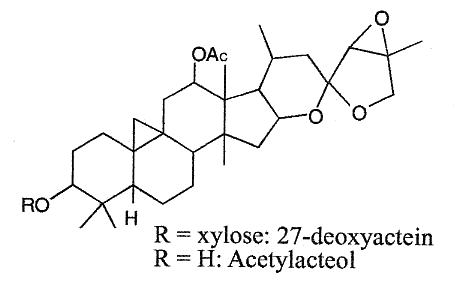 O
OAc
O
O
RO
H
R = xylose: 27-deoxyactein
R = H: Acetylacteol